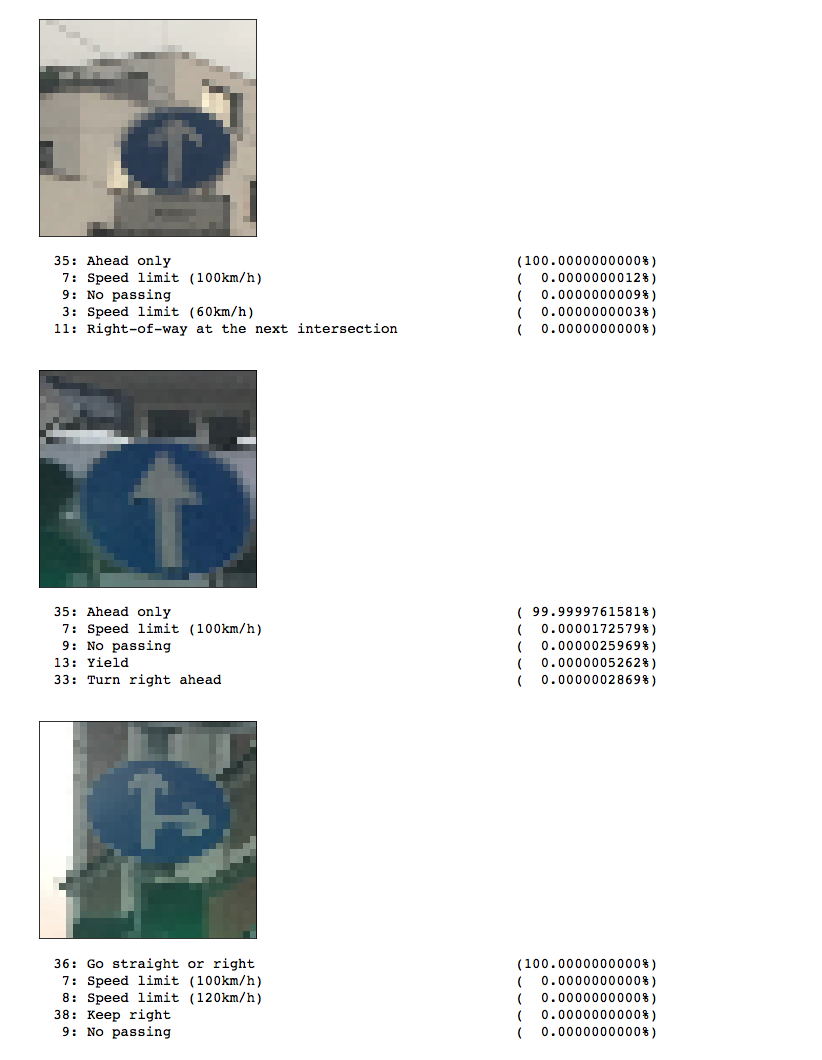 35: Ahead only (100.0000000000%)
7: Speed limit (100km/h) ( 0.0000000012%)
9: No passing ( 0.0000000009%)
3: Speed limit (60km/h) ( 0.0000000003%)
11: Right-of-way at the next intersection ( 0.0000000000%)
35: Ahead only ( 99.9999761581%)
7: Speed limit (100km/h) ( 0.0000172579%)
9: No passing ( 0.0000025969%)
13: Yield ( 0.0000005262%)
33: Turn right ahead ( 0.0000002869%)
36: Go straight or right (100.0000000000%)
7: Speed limit (100km/h) ( 0.0000000000%)
8: Speed limit (120km/h) ( 0.0000000000%)
38: Keep right ( 0.0000000000%)
9: No passing ( 0.0000000000%)